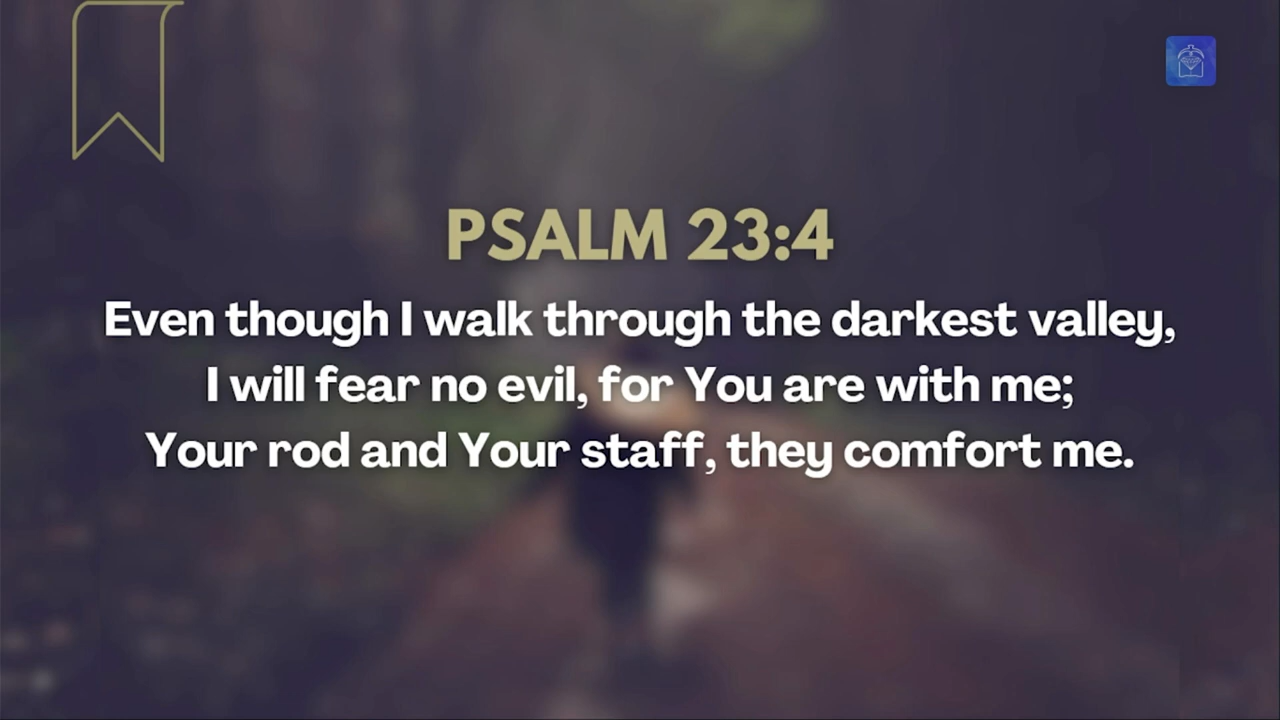 PSALM 23:4
Even though I walk through the darkest valley,
I will fear no evil, for You are with me;
Your rod and Your staff, they comfort me.